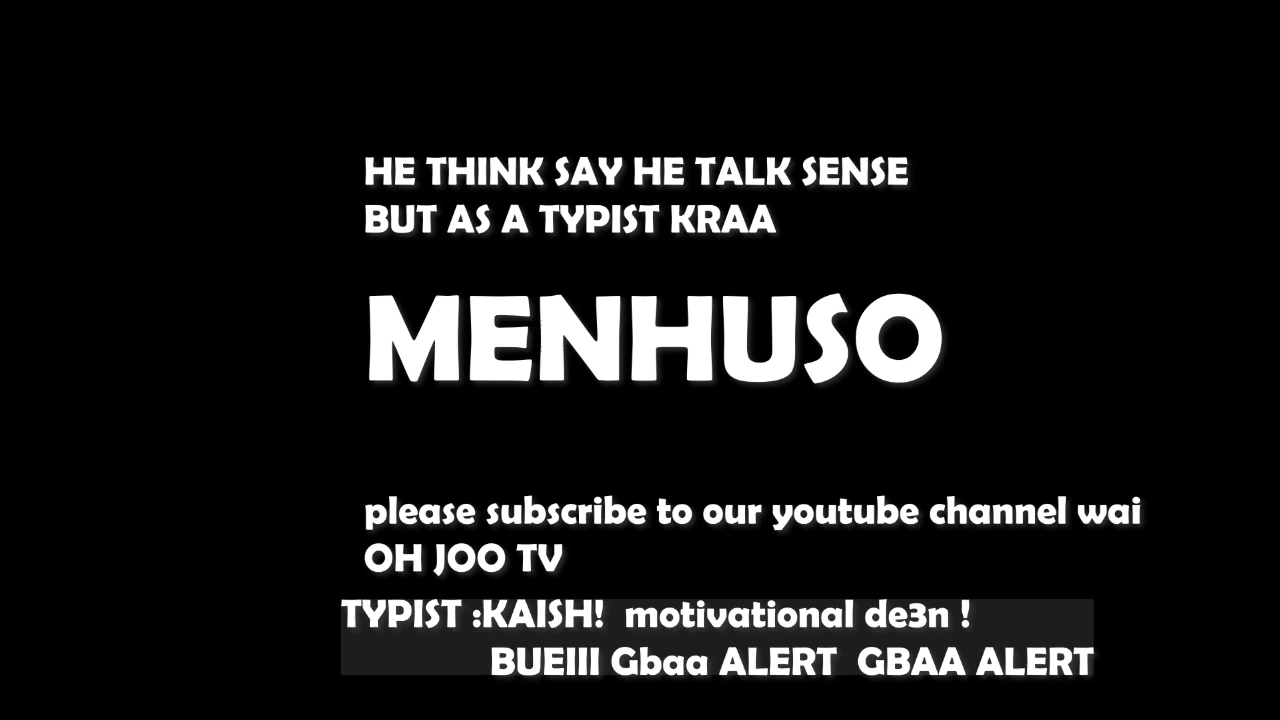 HE THINK SAY HE TALK SENSE
BUT AS A TYPIST KRAA
MENHUSO
please subscribe to our youtube channel wai
OH JOO TV
TYPIST :KAISH! motivational de3n !
BUEIII Gbaa ALERT GBAA ALERT